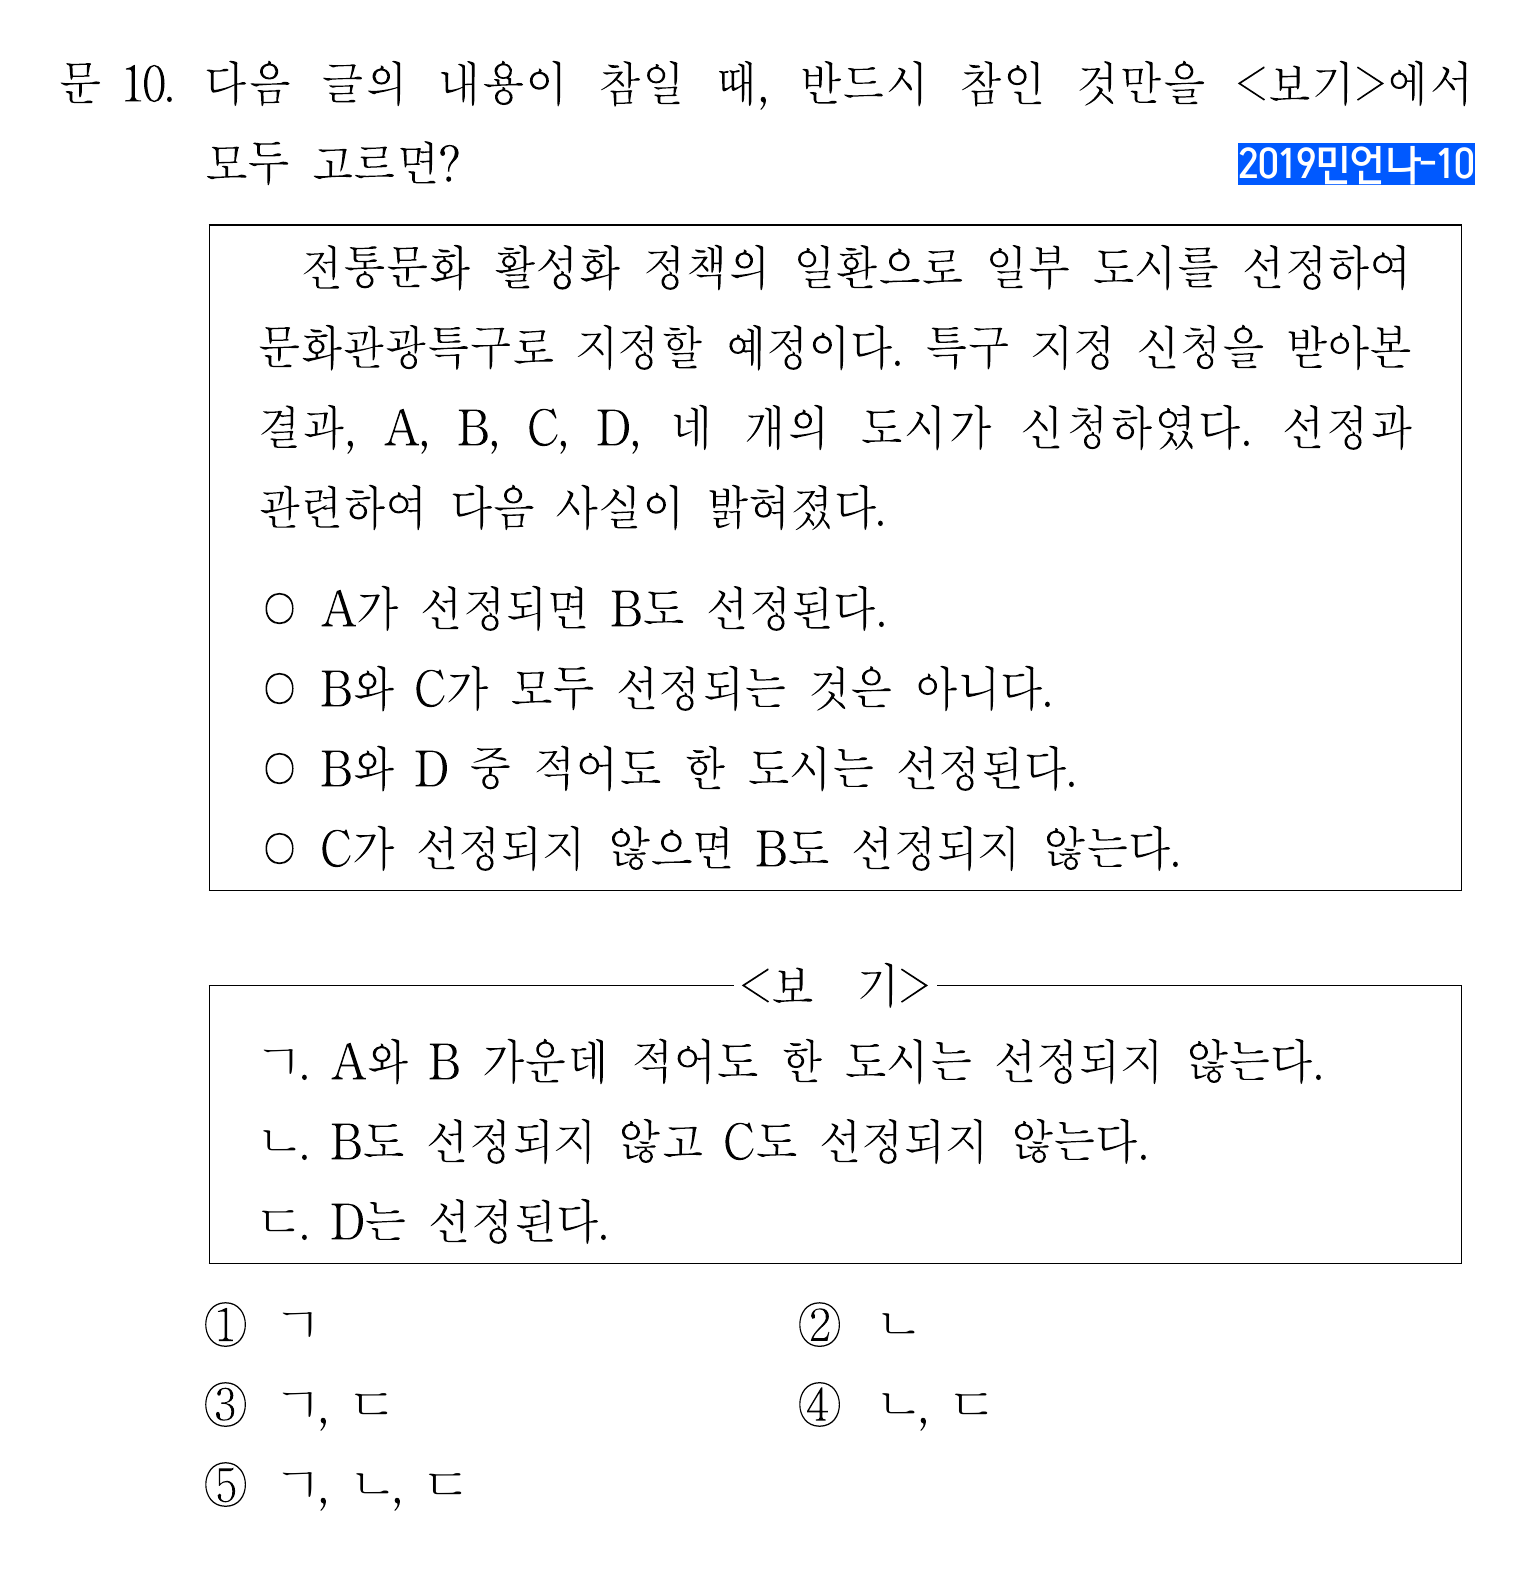 문 10. 다음 글의 내용이 참일 때, 반드시 참인 것만을 <보기>에서
모두 고르면?
2019민언나-10
전통문화 활성화 정책의 일환으로 일부 도시를 선정하여
문화관광특구로 지정할 예정이다. 특구 지정 신청을 받아본
결과, A, B, C, D, 네 개의 도시가 신청하였다. 선정과
관련하여 다음 사실이 밝혀졌다.
○ A가 선정되면 B도 선정된다.
○ B와 C가 모두 선정되는 것은 아니다.
○ B와 D 중 적어도 한 도시는 선정된다.
○ C가 선정되지 않으면 B도 선정되지 않는다.
<보 기>
ㄱ. A와 B 가운데 적어도 한 도시는 선정되지 않는다.
ㄴ. B도 선정되지 않고 C도 선정되지 않는다.
ㄷ. D는 선정된다.
① ㄱ
② ㄴ
③ ㄱ, ㄷ
④ ㄴ, ㄷ
⑤ ㄱ, ㄴ, ㄷ